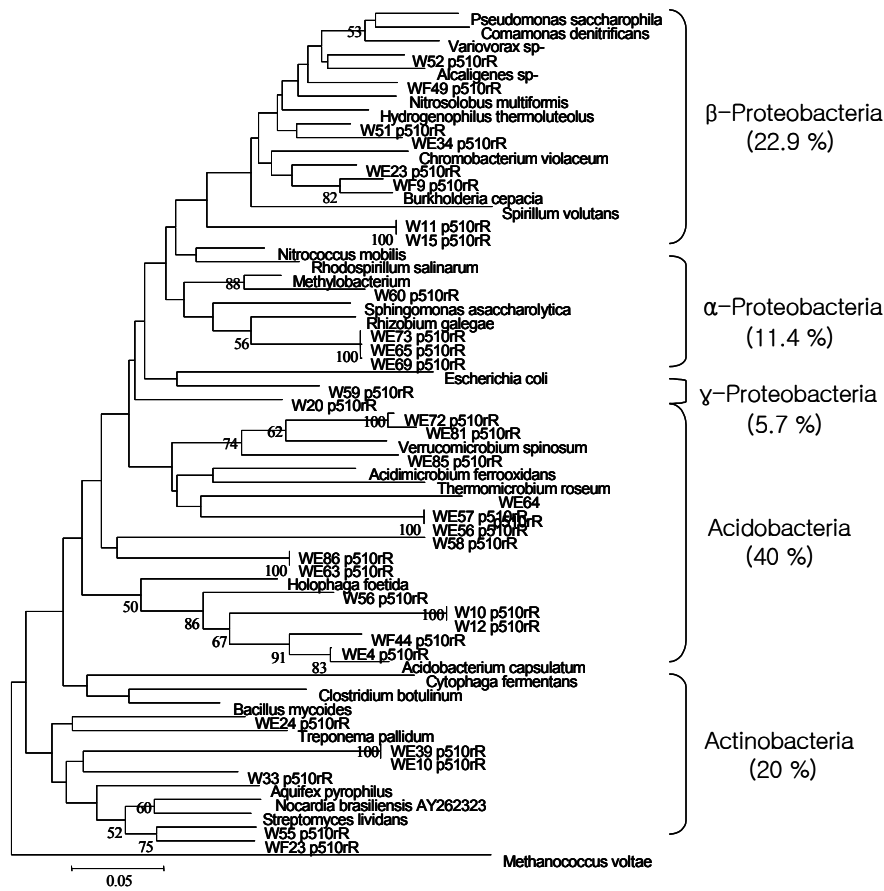 Pseudomonas saccharophila
53
Comamonas denitrificans
Variovorax sp-
W52 p510rR
Alcaligenes sp-
WF49 p510rR
Nitrosolobus multiformis
Hydrogenophilus thermoluteolus
W51 p510rR
WE34 p510rR
Chromobacterium violaceum
WE23 p510rR
WF9 p510rR
82
Burkholderia cepacia
Spirillum volutans
W11 p510rR
100
W15 p510rR
β-Proteobacteria
(22.9 %)
Nitrococcus mobilis
Rhodospirillum salinarum
88
Methylobacterium
W60 p510rR
Sphingomonas asaccharolytica
Rhizobium galegae
56
WE73 p510rR
WE65 p510rR
100
WE69 p510rR
α-Proteobacteria
(11.4 %)
Escherichia coli
W59 p510rR
W20 p510rR
ɣ-Proteobacteria
(5.7 %)
100
WE72 p510rR
62
WE81 p510rR
74
Verrucomicrobium spinosum
WE85 p510rR
Acidimicrobium ferrooxidans
Thermomicrobium roseum
WE64
p510rR
WE57 p510rR
100
WE56 p510rR
W58 p510rR
WE86 p510rR
100
WE63 p510rR
Holophaga foetida
50
W56 p510rR
86
100
W10 p510rR
W12 p510rR
67
WF44 p510rR
91
WE4 p510rR
83
Acidobacterium capsulatum
Acidobacteria
(40 %)
Cytophaga fermentans
Clostridium botulinum
Bacillus mycoides
WE24 p510rR
Treponema pallidum
100
WE39 p510rR
WE10 p510rR
W33 p510rR
Aquifex pyrophilus
60
Nocardia brasiliensis AY262323
Streptomyces lividans
52
W55 p510rR
75
WF23 p510rR
Actinobacteria
(20 %)
Methanococcus voltae
0.05